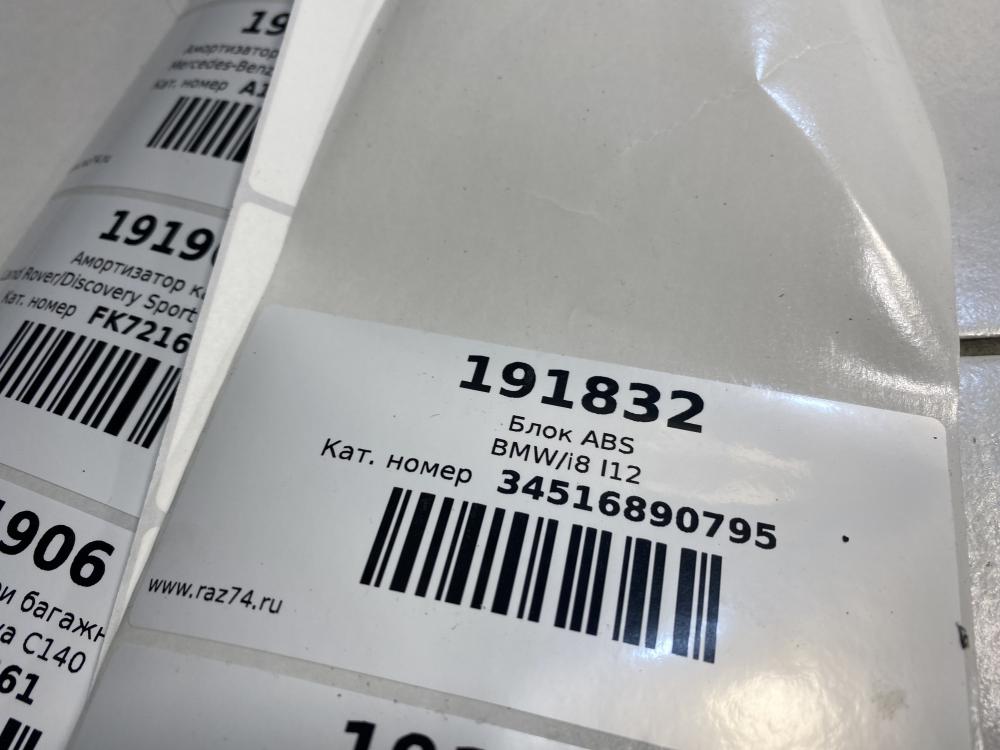 Амортизатор
Mercedes-Benz
Кат. номер
Амортизатор
Land Rover/Discovery Sport
Кат. номер FK7216
1906
багажн
C140
61
191832
Блок ABS
BMW/i8 I12
Кат. номер 34516890795
www.raz74.ru